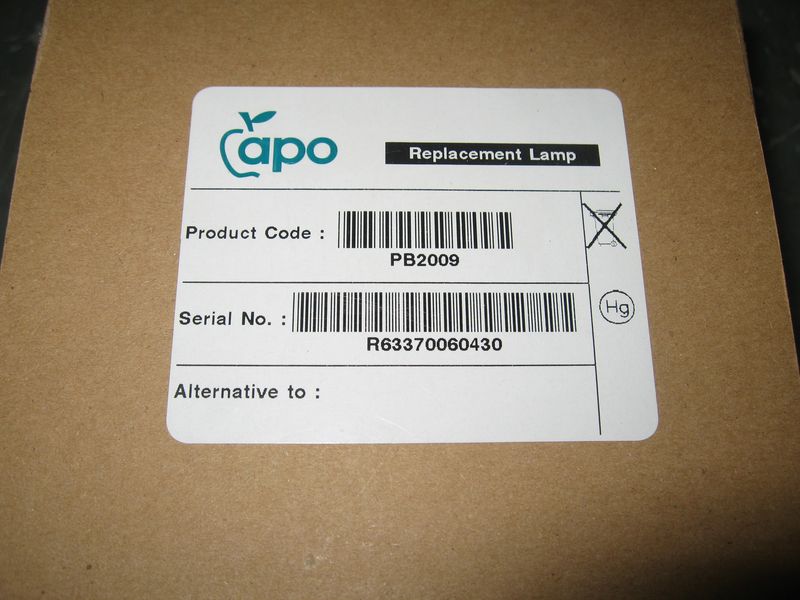 apo
Replacement Lamp
Product Code :
PB2009
Serial No. :
R63370060430
Hg
Alternative to :